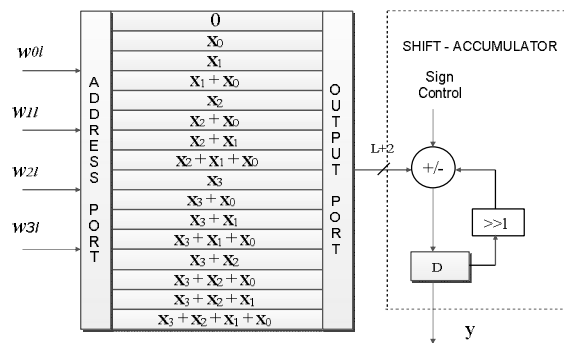 w0l
w1l
w2l
w3l
ADDRESS PORT
0
x0
x1
x1 + x0
x2
x2 + x0
x2 + x1
x2 + x1 + x0
x3
x3 + x0
x3 + x1
x3 + x1 + x0
x3 + x2
x3 + x2 + x0
x3 + x2 + x1
x3 + x2 + x1 + x0
OUTPUT PORT
L+2
SHIFT - ACCUMULATOR
Sign
Control
+/-
>>1
D
y